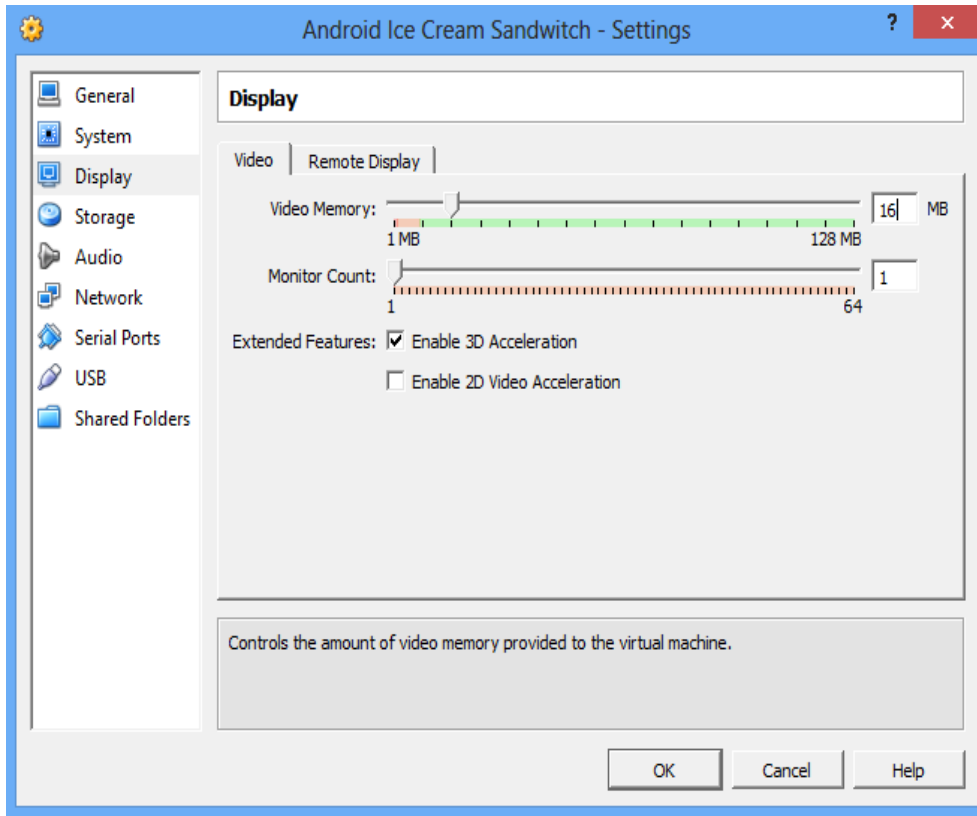 Android Ice Cream Sandwitch - Settings
?
x
General
System
Display
Storage
Audio
Network
Serial Ports
USB
Shared Folders
Display
Video
Remote Display
Video Memory:
16
MB
1 MB
128 MB
Monitor Count:
1
1
64
Extended Features:
Enable 3D Acceleration
Enable 2D Video Acceleration
Controls the amount of video memory provided to the virtual machine.
OK
Cancel
Help